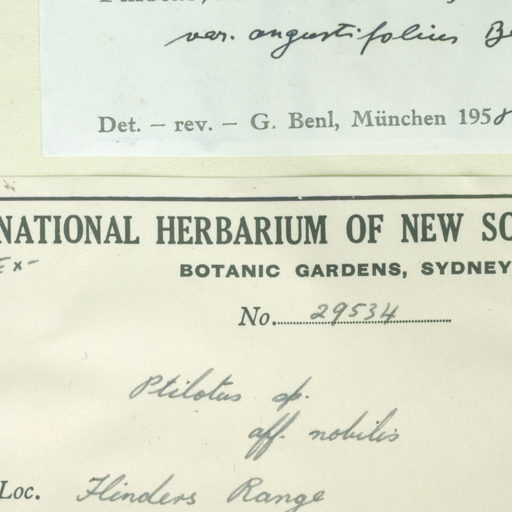 var. angustifolius Be
Det. – rev. – G. Benl, München 1958
NATIONAL HERBARIUM OF NEW SO
Ex-
BOTANIC GARDENS, SYDNEY
No. 29534
Ptilotus sp.
aff. nobilis
Loc. Flinders Range